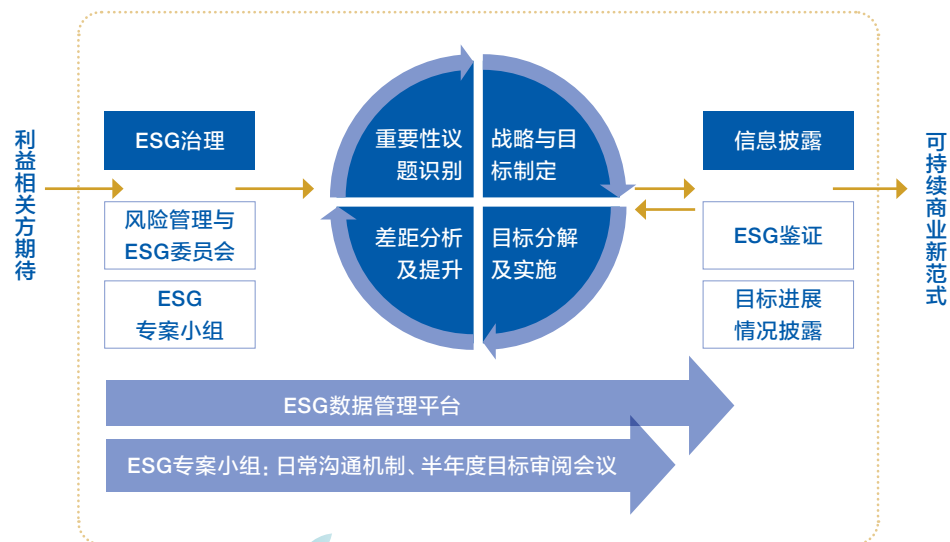 利益相关方期待
ESG治理
风险管理与
ESG委员会
ESG
专案小组
重要性议
题识别
战略与目
标制定
差距分析
及提升
目标分解
及实施
信息披露
ESG鉴证
目标进展
情况披露
可持续商业新范式
ESG数据管理平台
ESG专案小组：日常沟通机制、半年度目标审阅会议